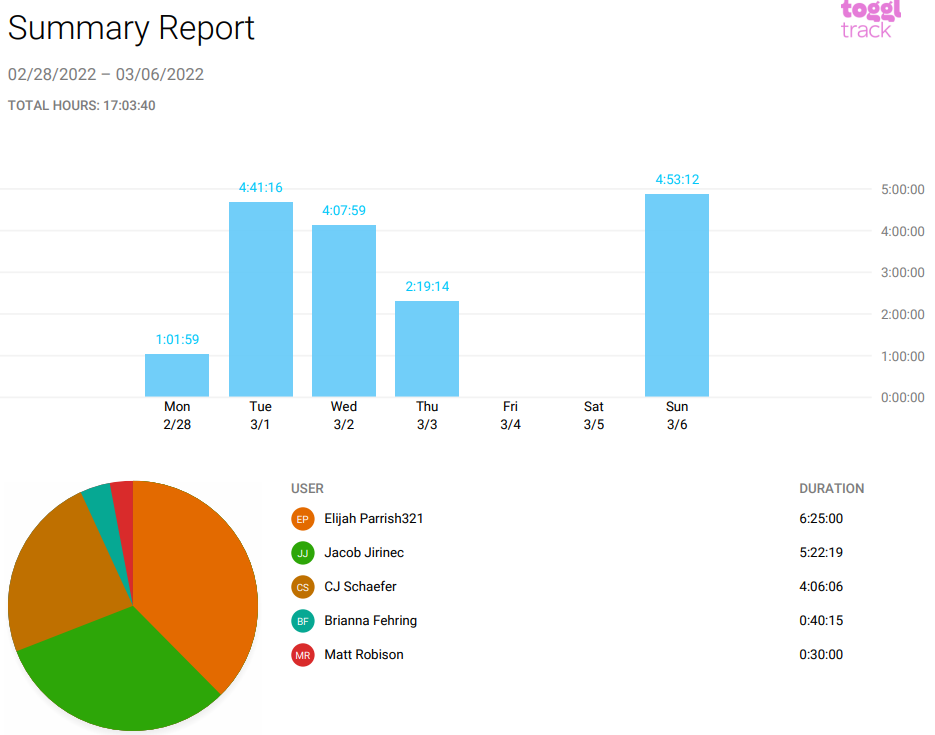 Summary Report
toggl
track
02/28/2022 – 03/06/2022
TOTAL HOURS: 17:03:40
4:53:12
4:41:16
5:00:00
4:07:59
4:00:00
3:00:00
2:19:14
2:00:00
1:01:59
1:00:00
0:00:00
Mon Tue Wed Thu Fri Sat Sun
2/28 3/1 3/2 3/3 3/4 3/5 3/6
USER DURATION
EP Elijah Parrish321 6:25:00
JJ Jacob Jirinec 5:22:19
CS CJ Schaefer 4:06:06
BF Brianna Fehring 0:40:15
MR Matt Robison 0:30:00